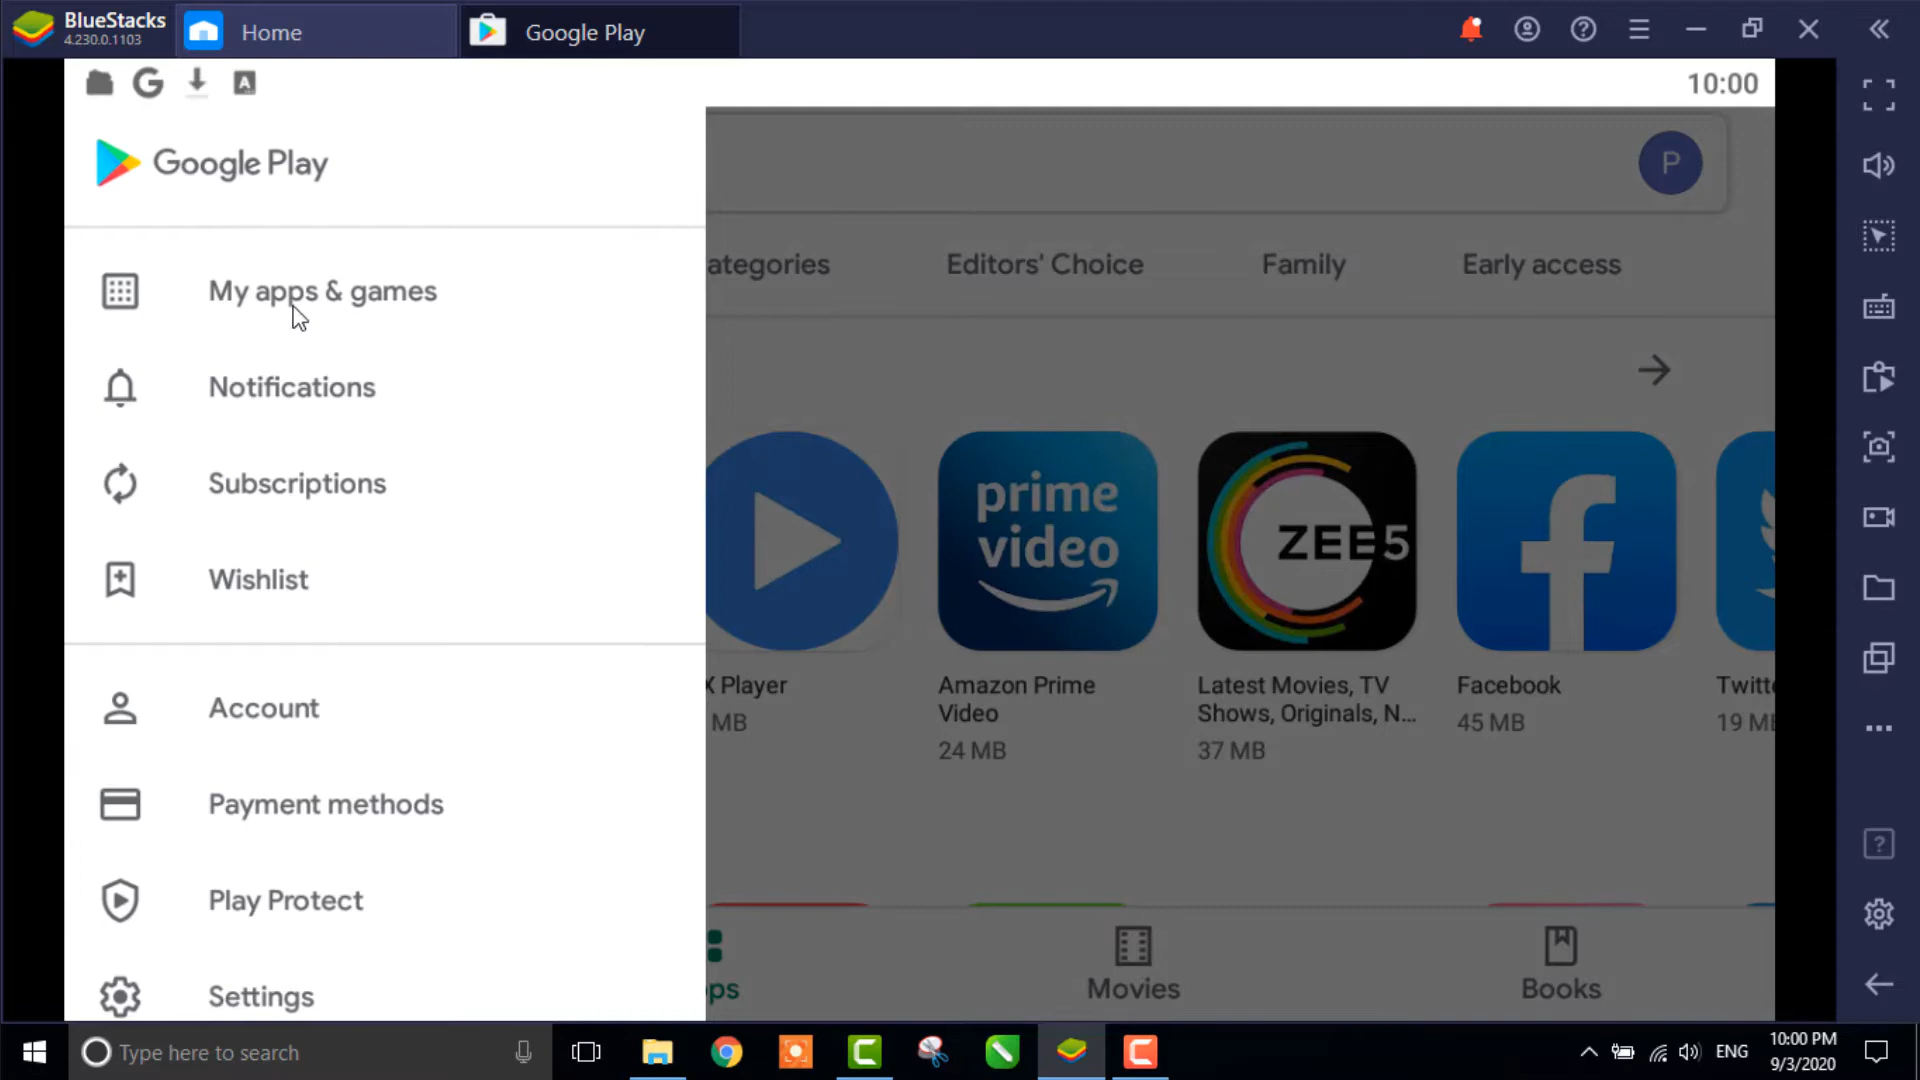 BlueStacks
4.230.0.1103
Home
Google Play
10:00
Google Play
P
My apps & games
Notifications
Subscriptions
Wishlist
Account
Payment methods
Play Protect
Settings
ategories
Editors' Choice
Family
Early access
prime
video
ZEE5
X Player
MB
Amazon Prime
Video
24 MB
Latest Movies, TV
Shows, Originals, N...
37 MB
Facebook
45 MB
Twitte
19 MB
ps
Movies
Books
Type here to search
ENG
10:00 PM
9/3/2020